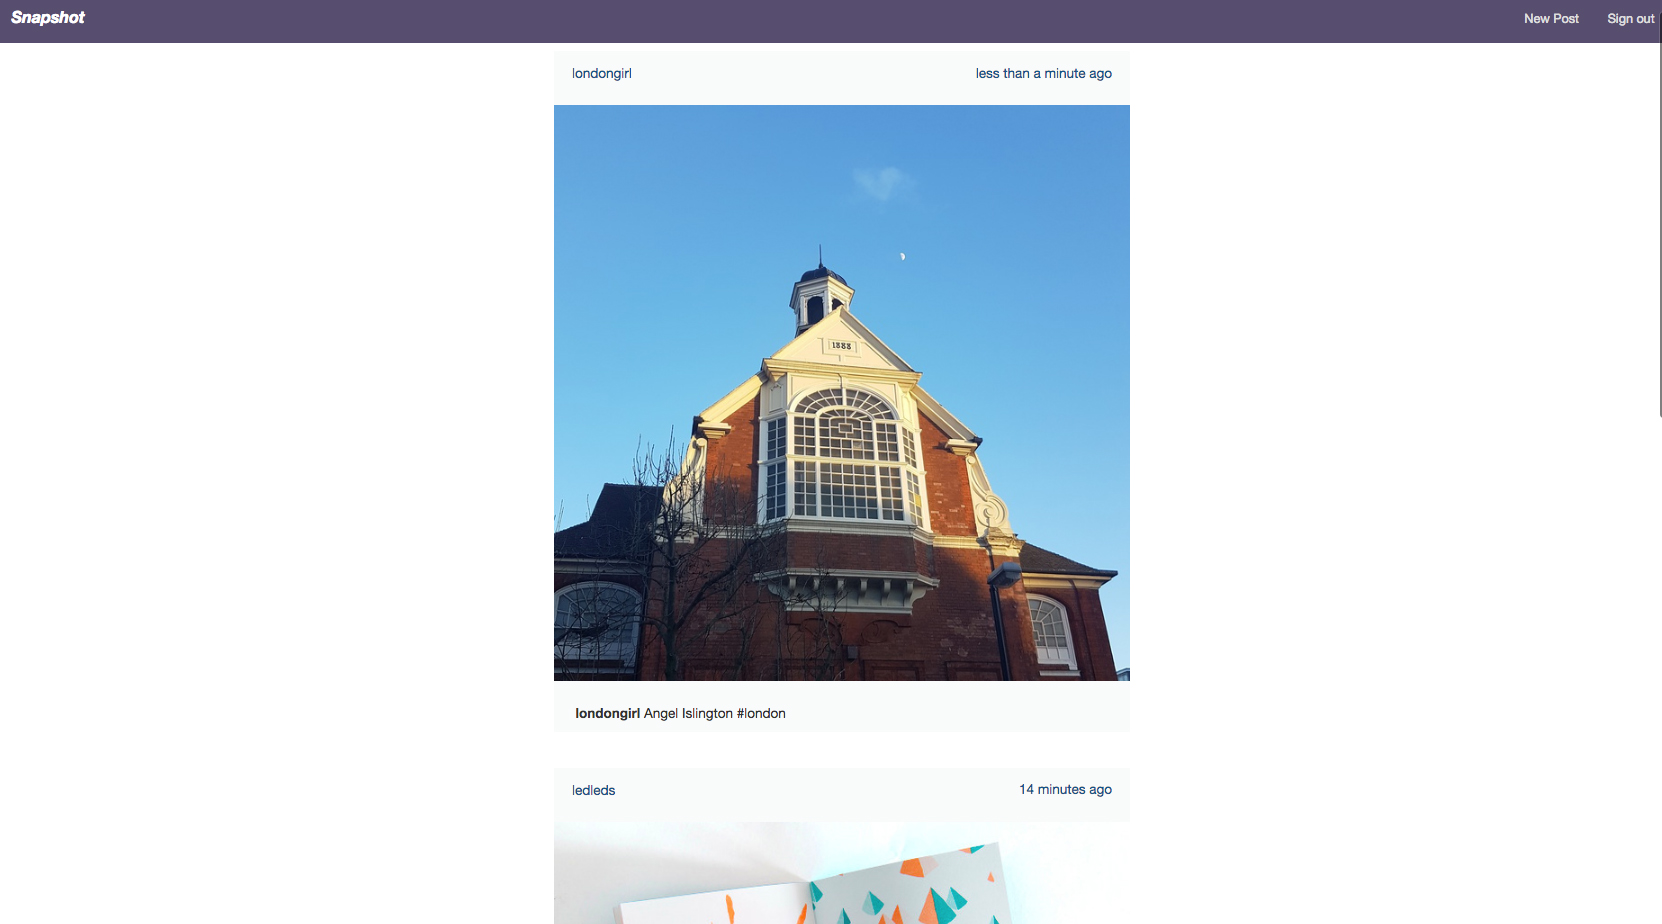 Snapshot
New Post
Sign out
londongirl
less than a minute ago
1888
londongirl Angel Islington #london
ledleds
14 minutes ago